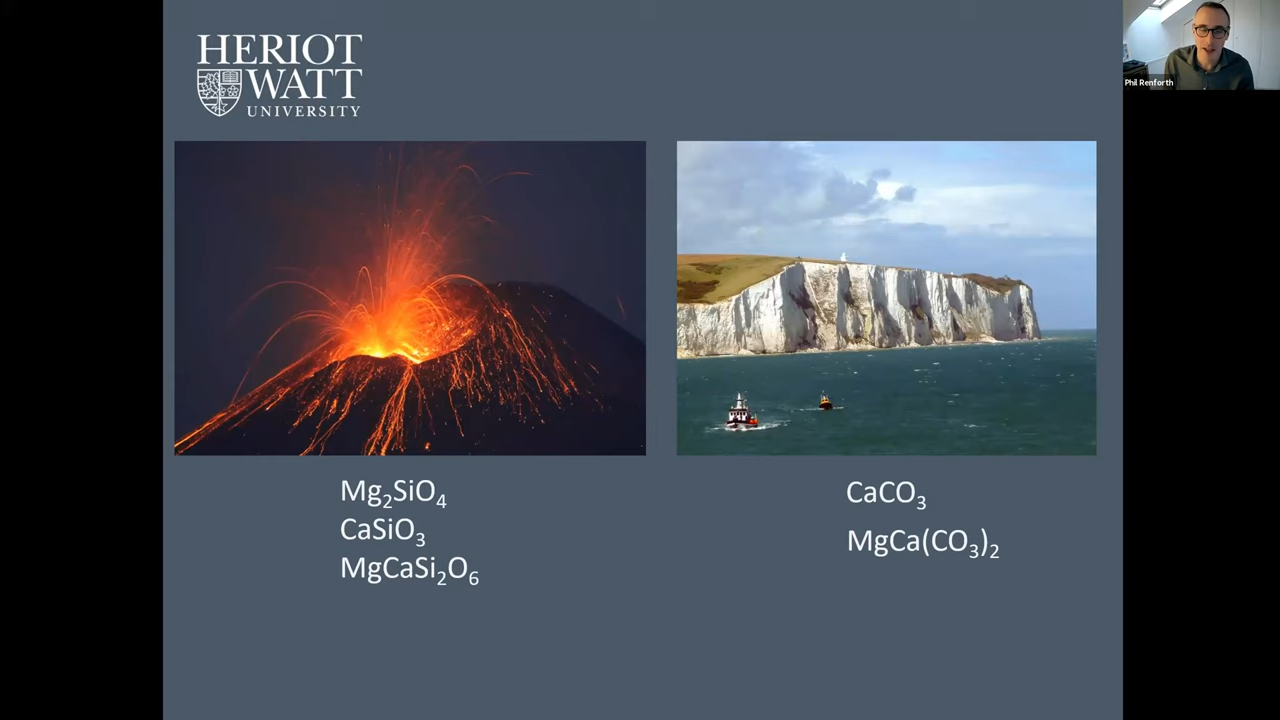 HERIOT
WATT
UNIVERSITY
Phil Renforth
Mg₂SiO₄
CaSiO₃
MgCaSi₂O₆
CaCO₃
MgCa(CO₃)₂